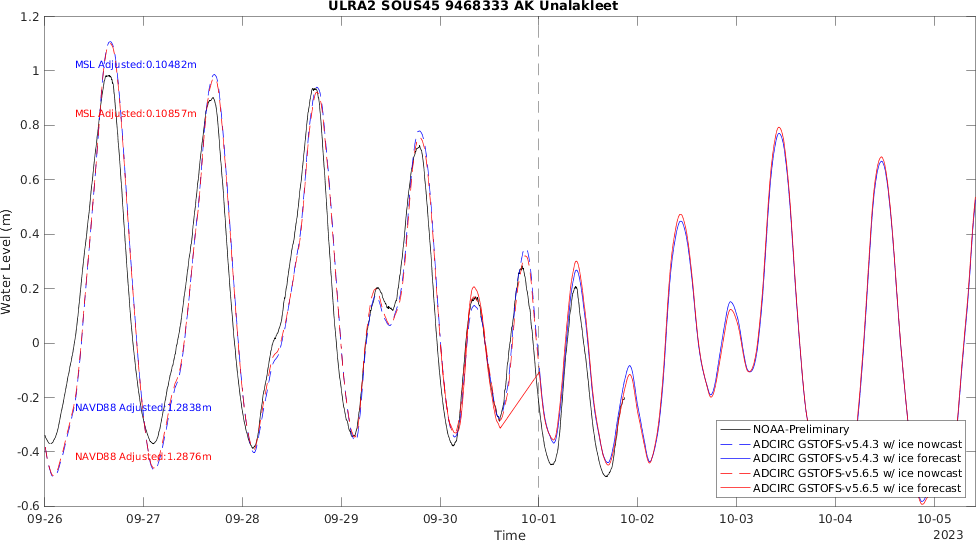 ULRA2 SOUS45 9468333 AK Unalakleet
1.2
1
0.8
0.6
0.4
0.2
0
-0.2
-0.4
-0.6
Water Level (m)
MSL Adjusted:0.10482m
MSL Adjusted:0.10857m
NAVD88 Adjusted:1.2838m
NAVD88 Adjusted:1.2876m
NOAA-Preliminary
ADCIRC GSTOFS-v5.4.3 w/ ice nowcast
ADCIRC GSTOFS-v5.4.3 w/ ice forecast
ADCIRC GSTOFS-v5.6.5 w/ ice nowcast
ADCIRC GSTOFS-v5.6.5 w/ ice forecast
09-26 09-27 09-28 09-29 09-30 10-01 10-02 10-03 10-04 10-05
Time
2023